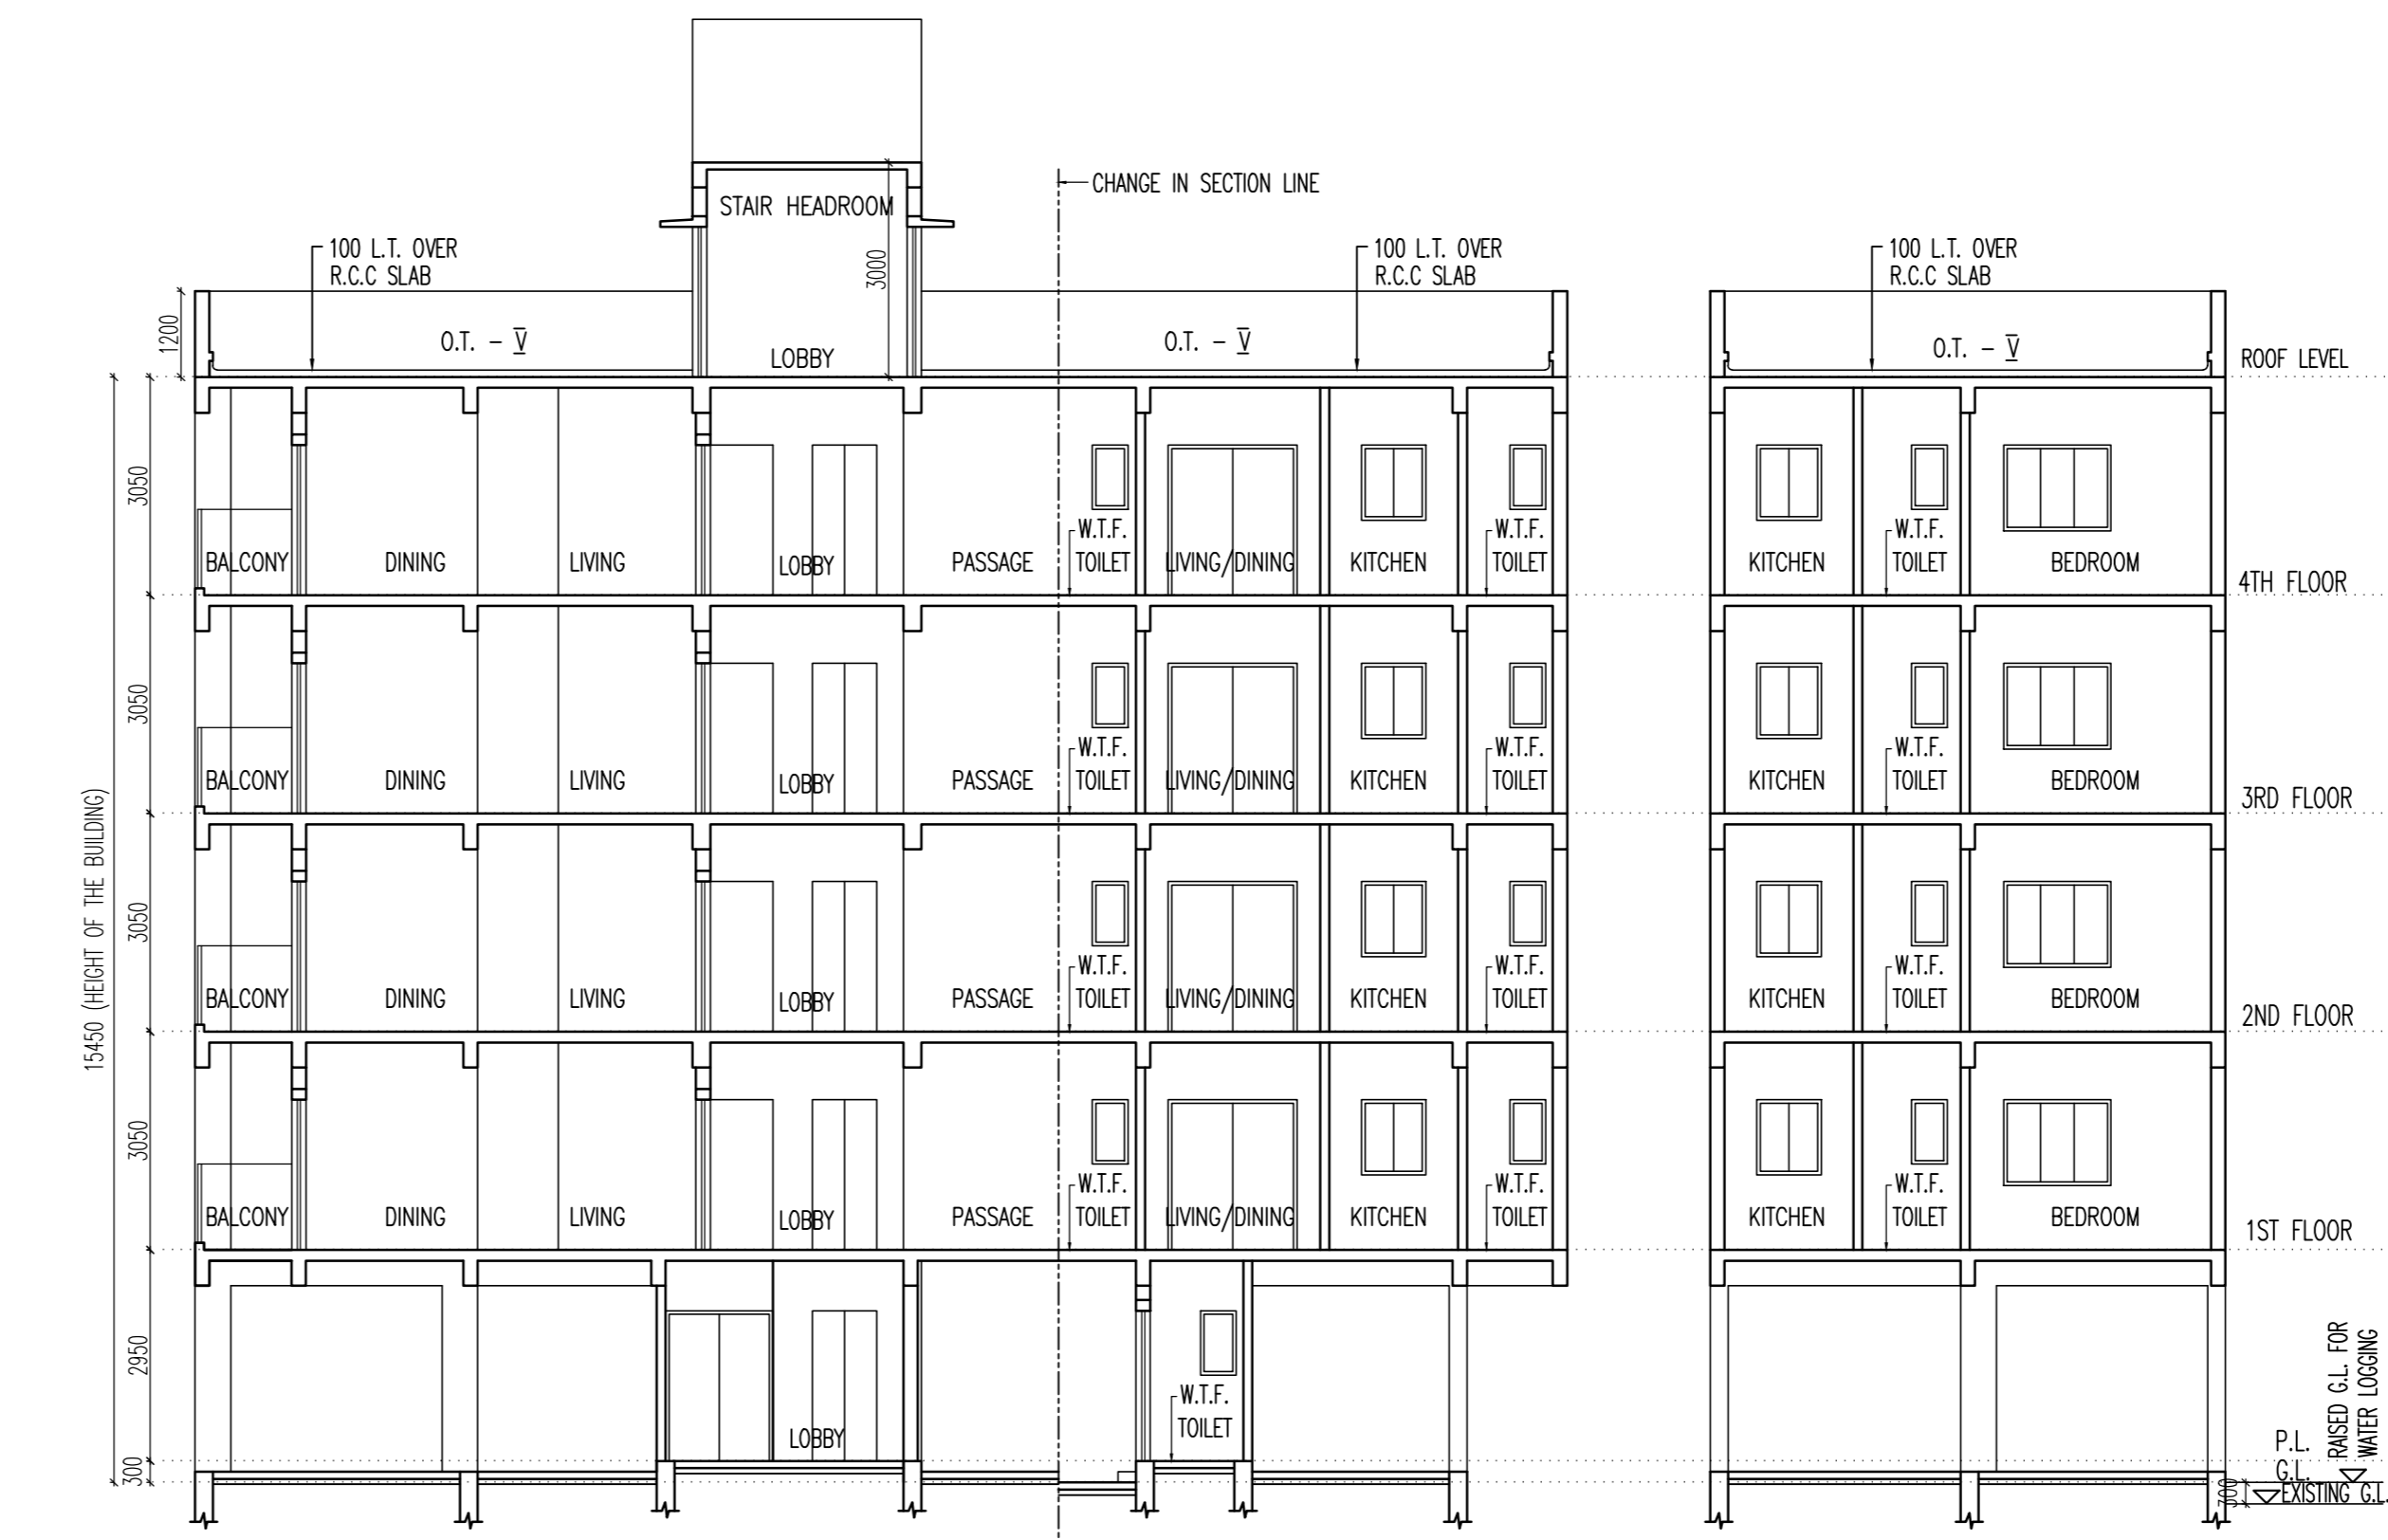 CHANGE IN SECTION LINE
STAIR HEADROOM
3000
100 L.T. OVER
R.C.C SLAB
100 L.T. OVER
R.C.C SLAB
100 L.T. OVER
R.C.C SLAB
1200
O.T. - V
LOBBY
O.T. - V
O.T. - V
ROOF LEVEL
3050
W.T.F.
W.T.F.
W.T.F.
BALCONY DINING LIVING LOBBY PASSAGE TOILET LIVING/DINING KITCHEN TOILET KITCHEN TOILET BEDROOM
4TH FLOOR
3050
W.T.F.
W.T.F.
W.T.F.
BALCONY DINING LIVING LOBBY PASSAGE TOILET LIVING/DINING KITCHEN TOILET KITCHEN TOILET BEDROOM
3RD FLOOR
15450 (HEIGHT OF THE BUILDING)
3050
W.T.F.
W.T.F.
W.T.F.
BALCONY DINING LIVING LOBBY PASSAGE TOILET LIVING/DINING KITCHEN TOILET KITCHEN TOILET BEDROOM
2ND FLOOR
3050
W.T.F.
W.T.F.
W.T.F.
BALCONY DINING LIVING LOBBY PASSAGE TOILET LIVING/DINING KITCHEN TOILET KITCHEN TOILET BEDROOM
1ST FLOOR
2950
W.T.F.
TOILET
LOBBY
300
P.L.
G.L.
RAISED G.L. FOR
WATER LOGGING
300
EXISTING G.L.